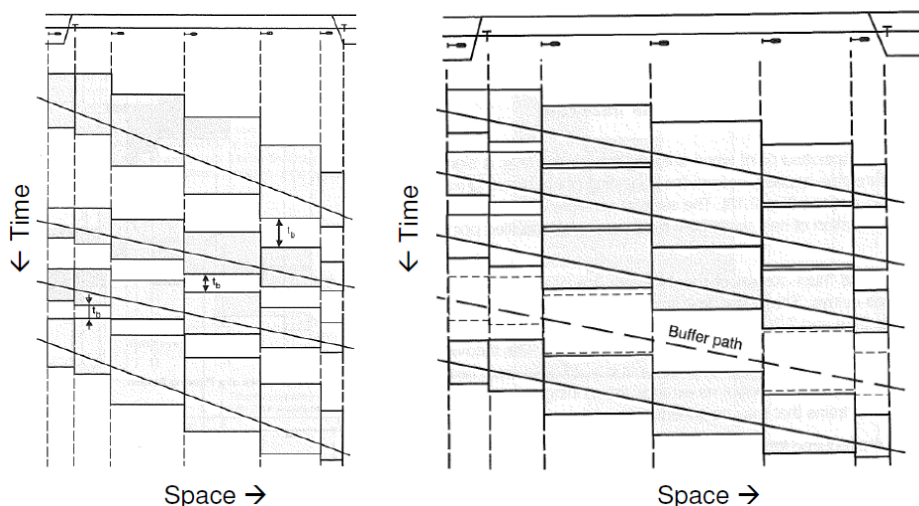 ← Time
t_b
t_b
t_b
Space →
← Time
Buffer path
Space →